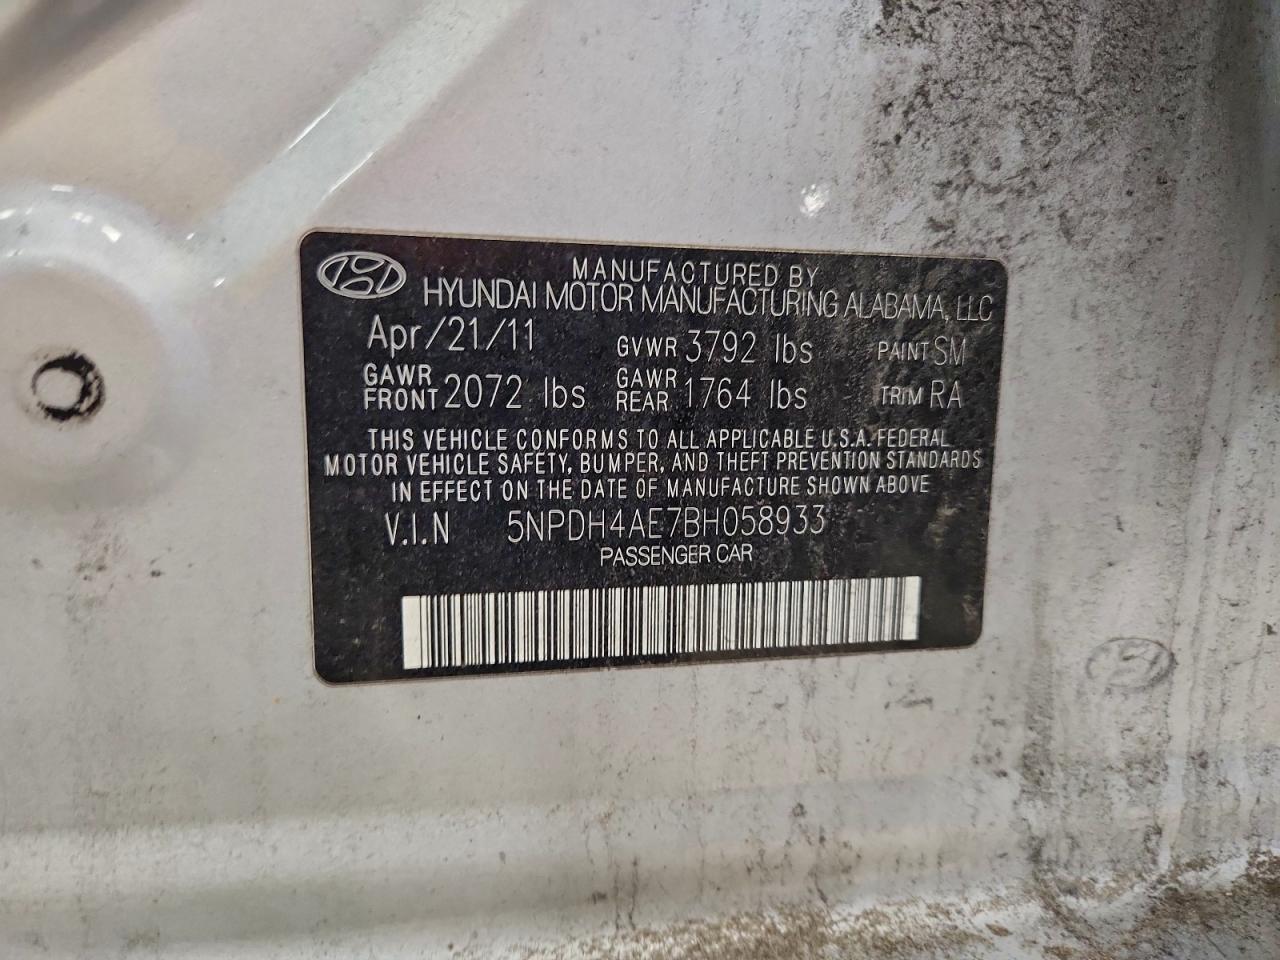 MANUFACTURED BY
HYUNDAI MOTOR MANUFACTURING ALABAMA, LLC
Apr/21/11 GVWR 3792 lbs PAINT SM
GAWR FRONT 2072 lbs GAWR REAR 1764 lbs TRIM RA
THIS VEHICLE CONFORMS TO ALL APPLICABLE U.S.A. FEDERAL
MOTOR VEHICLE SAFETY, BUMPER, AND THEFT PREVENTION STANDARDS
IN EFFECT ON THE DATE OF MANUFACTURE SHOWN ABOVE
V.I.N 5NPDH4AE7BH058933
PASSENGER CAR